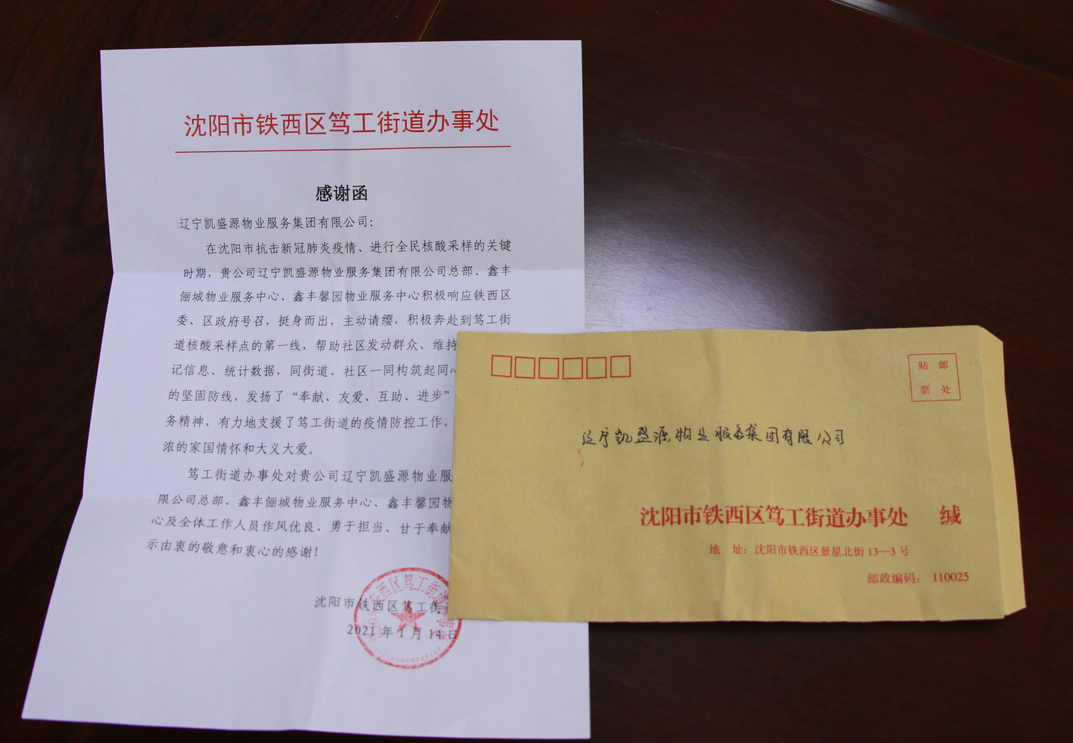 沈阳市铁西区笃工街道办事处
感谢函
辽宁凯盛源物业服务集团有限公司：
在沈阳市抗击新冠肺炎疫情、进行全民核酸采样的关键
时期，贵公司辽宁凯盛源物业服务集团有限公司总部、鑫丰
俪城物业服务中心、鑫丰馨园物业服务中心积极响应铁西区
委、区政府号召，挺身而出，主动请缨，积极奔赴到笃工街
道核酸采样点的第一线，帮助社区发动群众、维持
记信息、统计数据，同街道、社区一同构筑起同心
的坚固防线，发扬了“奉献、友爱、互助、进步”
务精神，有力地支援了笃工街道的疫情防控工作，
浓的家国情怀和大义大爱。
笃工街道办事处对贵公司辽宁凯盛源物业服
限公司总部、鑫丰俪城物业服务中心、鑫丰馨园物
心及全体工作人员作风优良、勇于担当、甘于奉献
示由衷的敬意和衷心的感谢！
沈阳市铁西区笃工街
2021年1月14日
贴 邮
票 处
辽宁凯盛源物业服务集团有限公司
沈阳市铁西区笃工街道办事处 缄
地 址：沈阳市铁西区景星北街 13—3 号
邮政编码： 110025